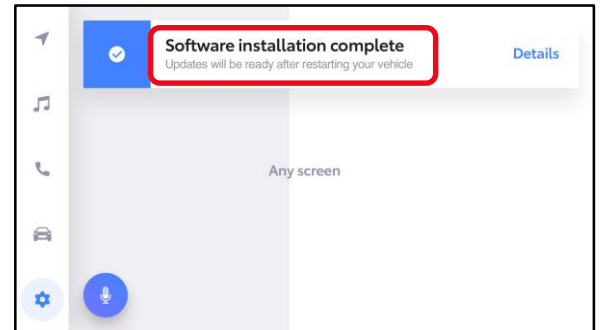 Software installation complete
Updates will be ready after restarting your vehicle
Details
Any screen